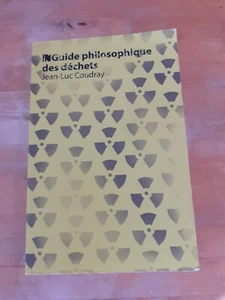 Guide philosophique
des déchets
Jean-Luc Coudray